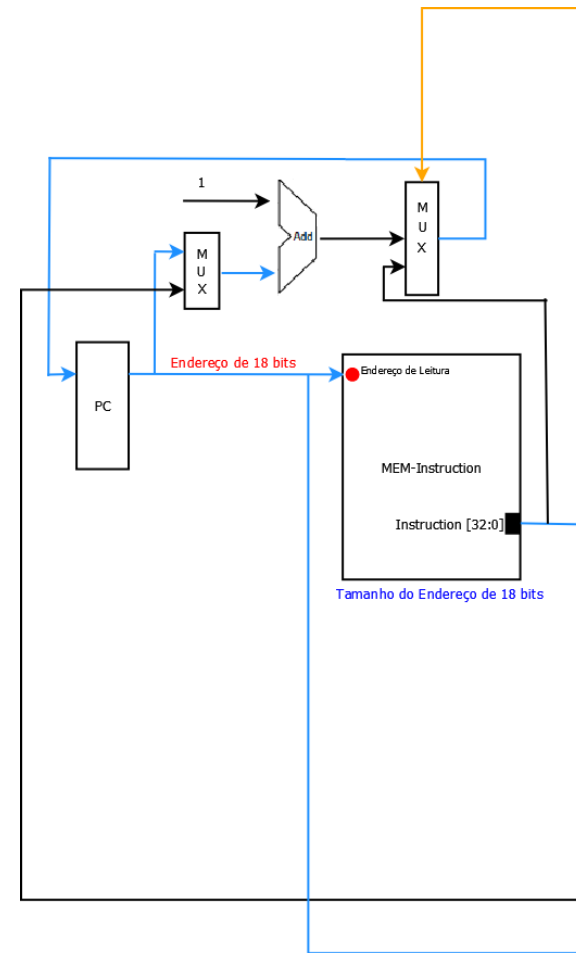 1
M
U
X
Add
M
U
X
Endereço de 18 bits
Endereço de Leitura
PC
MEM-Instruction
Instruction [32:0]
Tamanho do Endereço de 18 bits